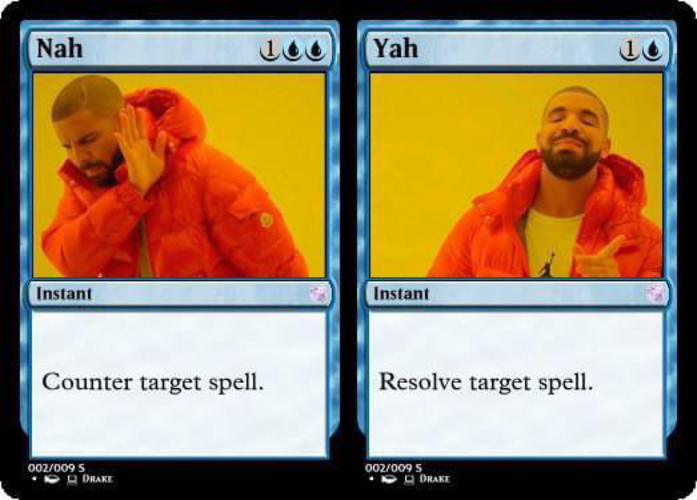 Nah 1
Yah 1
Instant
Instant
Counter target spell.
Resolve target spell.
002/009 S
DRAKE
002/009 S
DRAKE